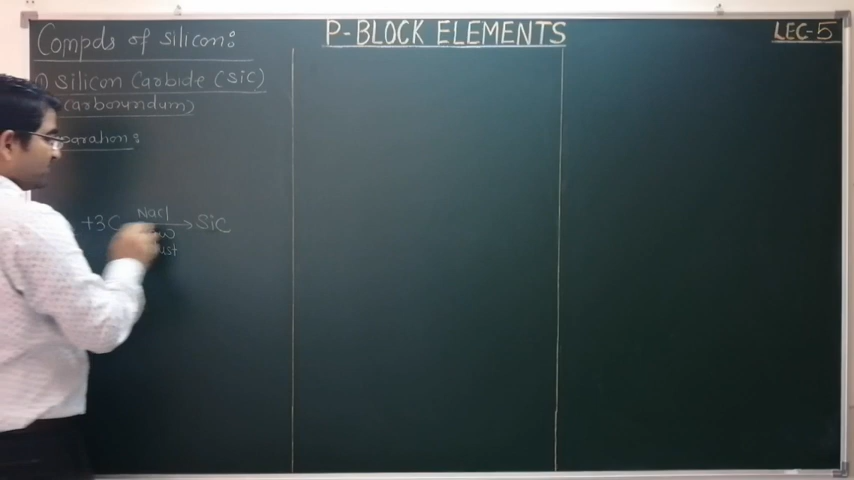 P-BLOCK ELEMENTS
LEC-5
Compds of silicon:
1) Silicon Carbide (SiC)
(carborundum)
+3C NaCl → SiC